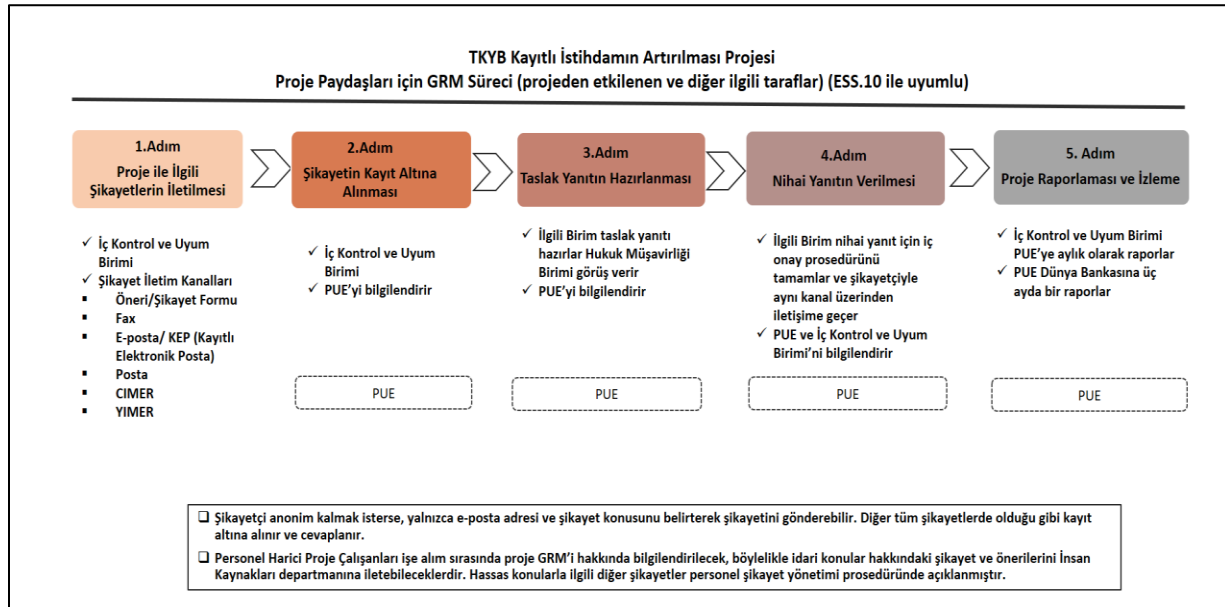 TKYB Kayıtlı İstihdamın Artırılması Projesi
Proje Paydaşları için GRM Süreci (projeden etkilenen ve diğer ilgili taraflar) (ESS.10 ile uyumlu)
1.Adım
Proje ile İlgili
Şikayetlerin İletilmesi
✓ İç Kontrol ve Uyum
Birimi
✓ Şikayet İletim Kanalları
▪ Öneri/Şikayet Formu
▪ Fax
▪ E-posta/ KEP (Kayıtlı
Elektronik Posta)
▪ Posta
▪ CIMER
▪ YIMER
2.Adım
Şikayetin Kayıt Altına
Alınması
✓ İç Kontrol ve Uyum
Birimi
✓ PUE’yi bilgilendirir
PUE
3.Adım
Taslak Yanıtın Hazırlanması
✓ İlgili Birim taslak yanıtı
hazırlar Hukuk Müşavirliği
Birimi görüş verir
✓ PUE’yi bilgilendirir
PUE
4.Adım
Nihai Yanıtın Verilmesi
✓ İlgili Birim nihai yanıt için iç
onay prosedürünü
tamamlar ve şikayetçiyle
aynı kanal üzerinden
iletişime geçer
✓ PUE ve İç Kontrol ve Uyum
Birimi’ni bilgilendirir
PUE
5. Adım
Proje Raporlaması ve İzleme
✓ İç Kontrol ve Uyum Birimi
PUE’ye aylık olarak raporlar
✓ PUE Dünya Bankasına üç
ayda bir raporlar
PUE
❑ Şikayetçi anonim kalmak isterse, yalnızca e-posta adresi ve şikayet konusunu belirterek şikayetini gönderebilir. Diğer tüm şikayetlerde olduğu gibi kayıt
altına alınır ve cevaplanır.
❑ Personel Harici Proje Çalışanları işe alım sırasında proje GRM’i hakkında bilgilendirilecek, böylelikle idari konular hakkındaki şikayet ve önerilerini İnsan
Kaynakları departmanına iletebileceklerdir. Hassas konularla ilgili diğer şikayetler personel şikayet yönetimi prosedüründe açıklanmıştır.